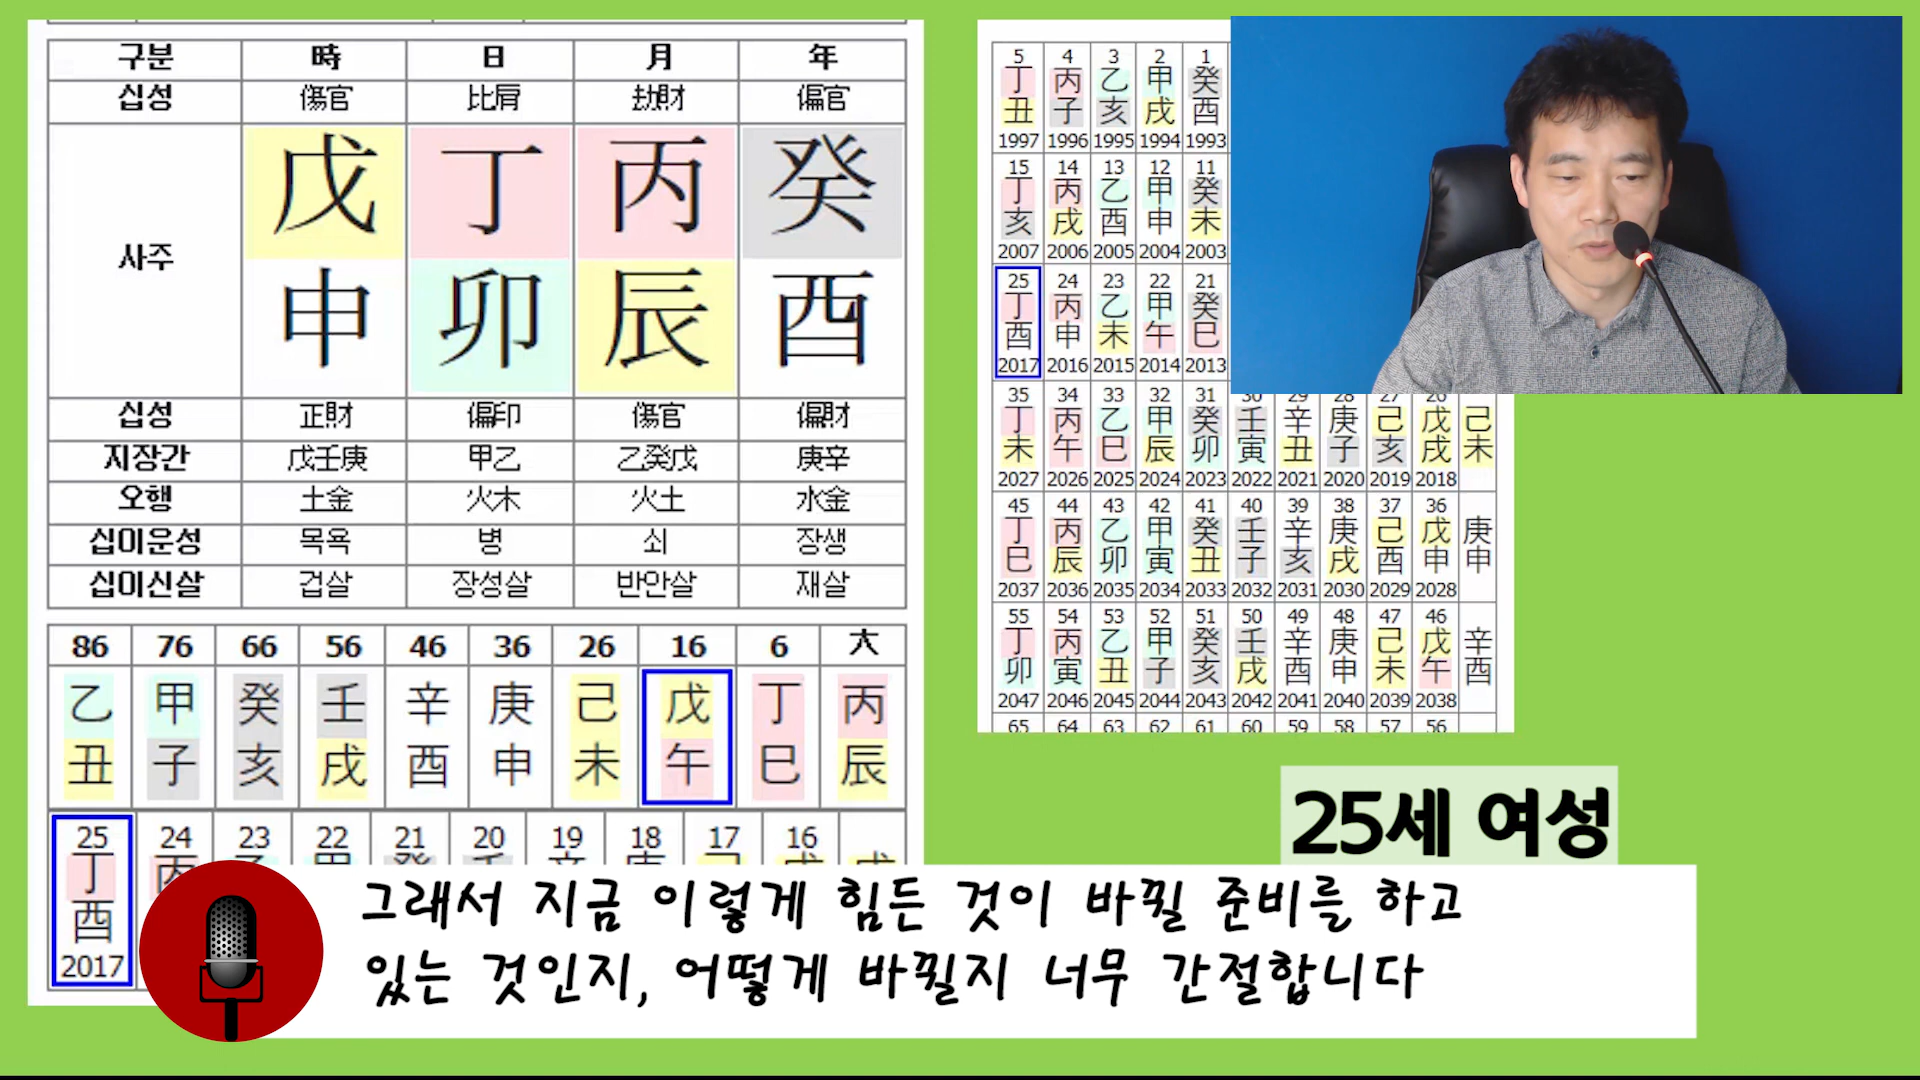 구분 時 日 月 年
십성 傷官 比肩 劫財 偏官
사주 戊 丁 丙 癸
申 卯 辰 酉
십성 正財 偏印 傷官 偏財
지장간 戊壬庚 甲乙 乙癸戊 庚辛
오행 土金 火木 火土 水金
십이운성 목욕 병 쇠 장생
십이신살 겁살 장성살 반안살 재살
86 76 66 56 46 36 26 16 6 大
乙 甲 癸 壬 辛 庚 己 戊 丁 丙
丑 子 亥 戌 酉 申 未 午 巳 辰
25 24 23 22 21 20 19 18 17 16
丁 丙
酉
2017
5 4 3 2 1
丁 丙 乙 甲 癸
丑 子 亥 戌 酉
1997 1996 1995 1994 1993
15 14 13 12 11
丁 丙 乙 甲 癸
亥 戌 酉 申 未
2007 2006 2005 2004 2003
25 24 23 22 21
丁 丙 乙 甲 癸
酉 申 未 午 巳
2017 2016 2015 2014 2013
35 34 33 32 31 30 29 28 27 26
丁 丙 乙 甲 癸 壬 辛 庚 己 戊 己
未 午 巳 辰 卯 寅 丑 子 亥 戌 未
2027 2026 2025 2024 2023 2022 2021 2020 2019 2018
45 44 43 42 41 40 39 38 37 36
丁 丙 乙 甲 癸 壬 辛 庚 己 戊 庚
巳 辰 卯 寅 丑 子 亥 戌 酉 申 申
2037 2036 2035 2034 2033 2032 2031 2030 2029 2028
55 54 53 52 51 50 49 48 47 46
丁 丙 乙 甲 癸 壬 辛 庚 己 戊 辛
卯 寅 丑 子 亥 戌 酉 申 未 午 酉
2047 2046 2045 2044 2043 2042 2041 2040 2039 2038
65 64 63 62 61 60 59 58 57 56
25세 여성
그래서 지금 이렇게 힘든 것이 바뀔 준비를 하고
있는 것인지, 어떻게 바뀔지 너무 간절합니다